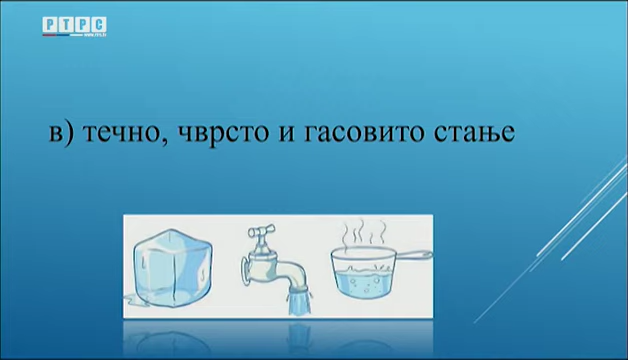 РТРС
в) течно, чврсто и гасовито стање